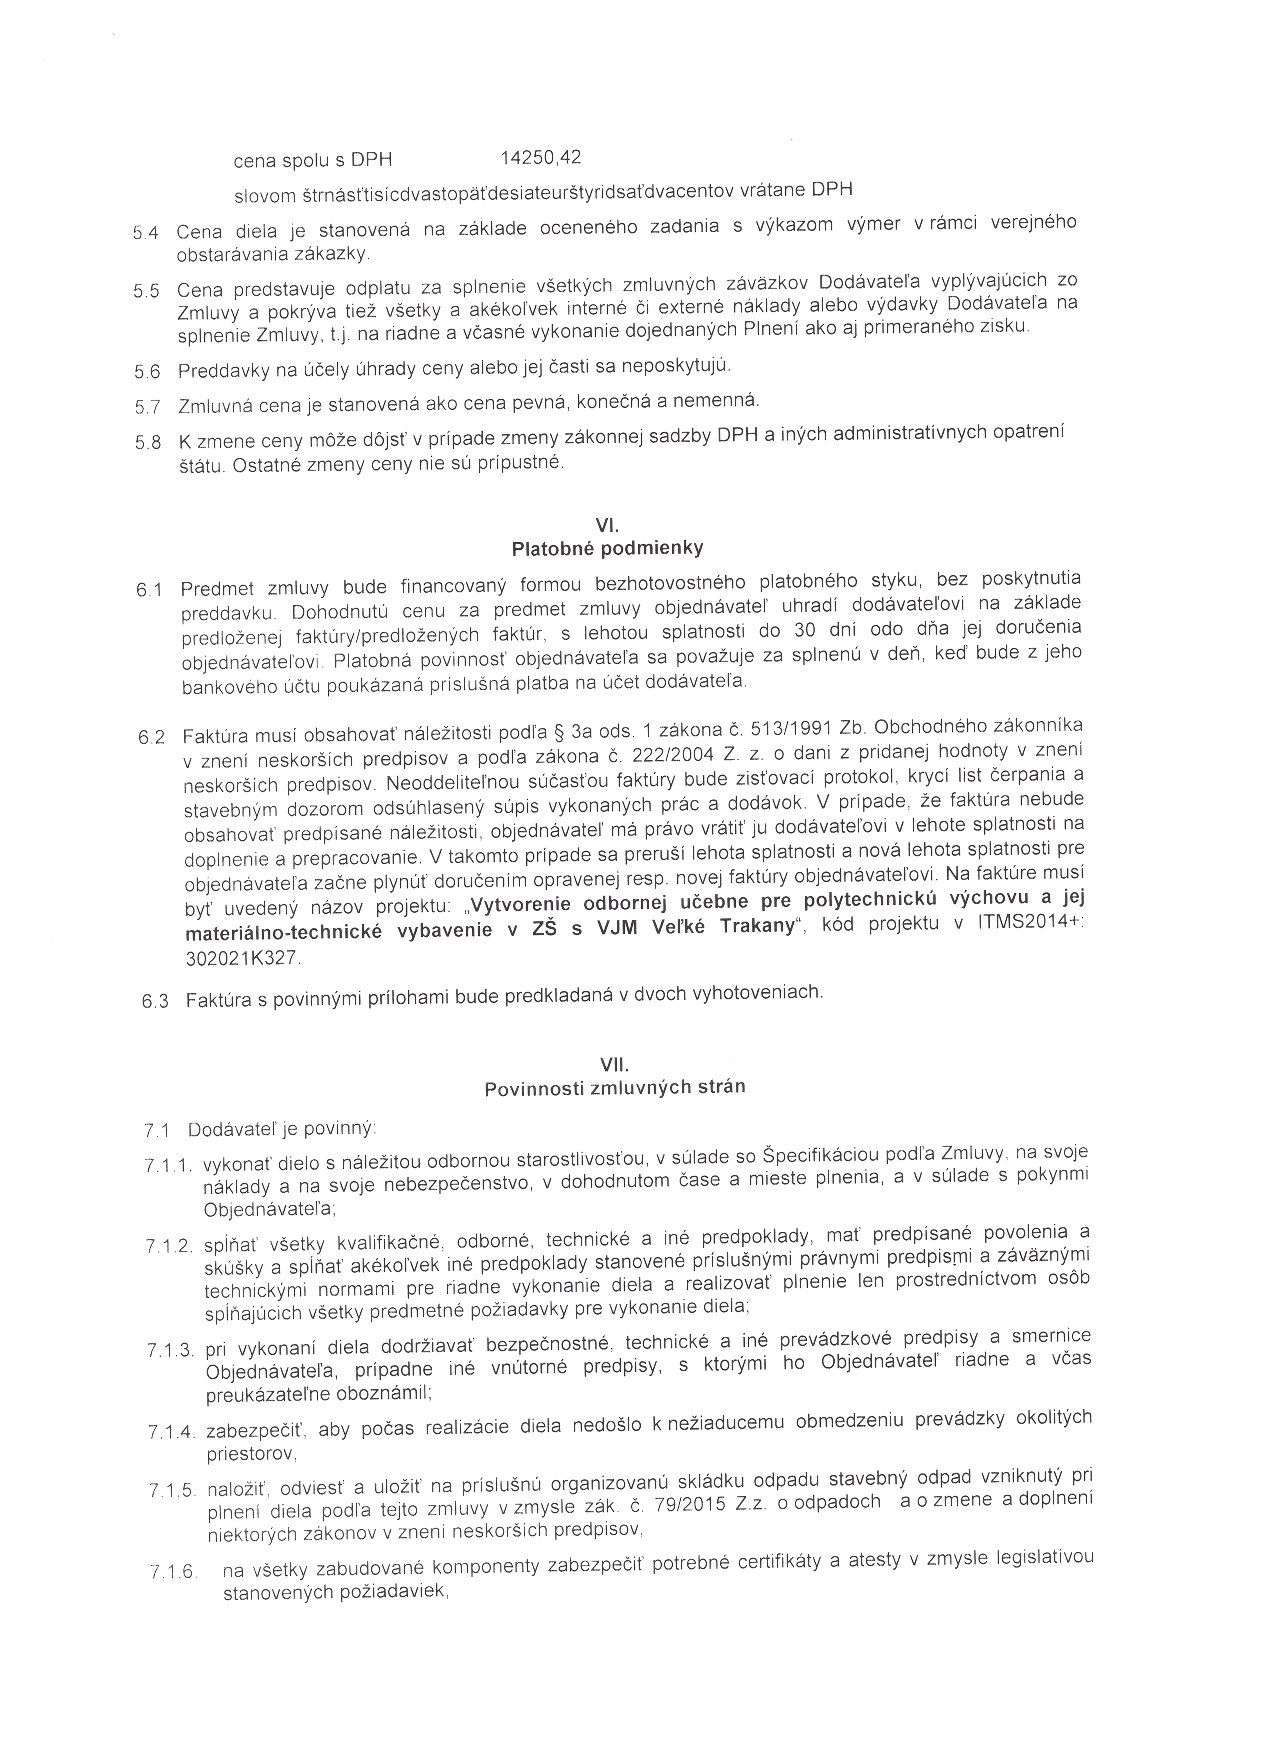 cena spolu s DPH 14250,42
slovom štrnásťtisícdvastopäťdesiateurštyridsaťdvacentov vrátane DPH
5.4 Cena diela je stanovená na základe oceneného zadania s výkazom výmer v rámci verejného
obstarávania zákazky.
5.5 Cena predstavuje odplatu za splnenie všetkých zmluvných záväzkov Dodávateľa vyplývajúcich zo
Zmluvy a pokrýva tiež všetky a akékoľvek interné či externé náklady alebo výdavky Dodávateľa na
splnenie Zmluvy, t.j. na riadne a včasné vykonanie dojednaných Plnení ako aj primeraného zisku.
5.6 Preddavky na účely úhrady ceny alebo jej časti sa neposkytujú.
5.7 Zmluvná cena je stanovená ako cena pevná, konečná a nemenná.
5.8 K zmene ceny môže dôjsť v prípade zmeny zákonnej sadzby DPH a iných administratívnych opatrení
štátu. Ostatné zmeny ceny nie sú prípustné.
VI.
Platobné podmienky
6.1 Predmet zmluvy bude financovaný formou bezhotovostného platobného styku, bez poskytnutia
preddavku. Dohodnutú cenu za predmet zmluvy objednávateľ uhradí dodávateľovi na základe
predloženej faktúry/predložených faktúr, s lehotou splatnosti do 30 dní odo dňa jej doručenia
objednávateľovi. Platobná povinnosť objednávateľa sa považuje za splnenú v deň, keď bude z jeho
bankového účtu poukázaná príslušná platba na účet dodávateľa.
6.2 Faktúra musí obsahovať náležitosti podľa § 3a ods. 1 zákona č. 513/1991 Zb. Obchodného zákonníka
v znení neskorších predpisov a podľa zákona č. 222/2004 Z. z. o dani z pridanej hodnoty v znení
neskorších predpisov. Neoddeliteľnou súčasťou faktúry bude zisťovací protokol, krycí list čerpania a
stavebným dozorom odsúhlasený súpis vykonaných prác a dodávok. V prípade, že faktúra nebude
obsahovať predpísané náležitosti, objednávateľ má právo vrátiť ju dodávateľovi v lehote splatnosti na
doplnenie a prepracovanie. V takomto prípade sa preruší lehota splatnosti a nová lehota splatnosti pre
objednávateľa začne plynúť doručením opravenej resp. novej faktúry objednávateľovi. Na faktúre musí
byť uvedený názov projektu: „Vytvorenie odbornej učebne pre polytechnickú výchovu a jej
materiálno-technické vybavenie v ZŠ s VJM Veľké Trakany“, kód projektu v ITMS2014+:
302021K327.
6.3 Faktúra s povinnými prílohami bude predkladaná v dvoch vyhotoveniach.
VII.
Povinnosti zmluvných strán
7.1 Dodávateľ je povinný:
7.1.1. vykonať dielo s náležitou odbornou starostlivosťou, v súlade so Špecifikáciou podľa Zmluvy, na svoje
náklady a na svoje nebezpečenstvo, v dohodnutom čase a mieste plnenia, a v súlade s pokynmi
Objednávateľa;
7.1.2. spĺňať všetky kvalifikačné, odborné, technické a iné predpoklady, mať predpísané povolenia a
skúšky a spĺňať akékoľvek iné predpoklady stanovené príslušnými právnymi predpismi a záväznými
technickými normami pre riadne vykonanie diela a realizovať plnenie len prostredníctvom osôb
spĺňajúcich všetky predmetné požiadavky pre vykonanie diela;
7.1.3. pri vykonaní diela dodržiavať bezpečnostné, technické a iné prevádzkové predpisy a smernice
Objednávateľa, prípadne iné vnútorné predpisy, s ktorými ho Objednávateľ riadne a včas
preukázateľne oboznámil;
7.1.4. zabezpečiť, aby počas realizácie diela nedošlo k nežiaducemu obmedzeniu prevádzky okolitých
priestorov,
7.1.5. naložiť, odviesť a uložiť na príslušnú organizovanú skládku odpadu stavebný odpad vzniknutý pri
plnení diela podľa tejto zmluvy v zmysle zák. č. 79/2015 Z.z. o odpadoch a o zmene a doplnení
niektorých zákonov v znení neskorších predpisov,
7.1.6. na všetky zabudované komponenty zabezpečiť potrebné certifikáty a atesty v zmysle legislatívou
stanovených požiadaviek,